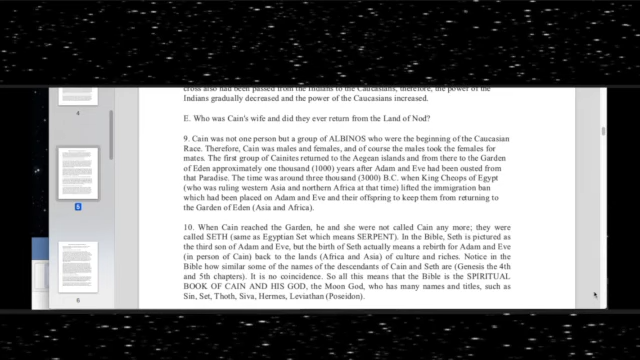 cross also had been passed from the Indians to the Caucasians, therefore, the power of the
Indians gradually decreased and the power of the Caucasians increased.
E. Who was Cain's wife and did they ever return from the Land of Nod?
9. Cain was not one person but a group of ALBINOS who were the beginning of the Caucasian
Race. Therefore, Cain was males and females, and of course the males took the females for
mates. The first group of Cainites returned to the Aegean islands and from there to the Garden
of Eden approximately one thousand (1000) years after Adam and Eve had been ousted from
that Paradise. The time was around three thousand (3000) B.C. when King Cheops of Egypt
(who was ruling western Asia and northern Africa at that time) lifted the immigration ban
which had been placed on Adam and Eve and their offspring to keep them from returning to
the Garden of Eden (Asia and Africa).
10. When Cain reached the Garden, he and she were not called Cain any more; they were
called SETH (same as Egyptian Set which means SERPENT). In the Bible, Seth is pictured as
the third son of Adam and Eve, but the birth of Seth actually means a rebirth for Adam and Eve
(in person of Cain) back to the lands (Africa and Asia) of culture and riches. Notice in the
Bible how similar some of the names of the descendants of Cain and Seth are (Genesis the 4th
and 5th chapters). It is no coincidence. So all this means that the Bible is the SPIRITUAL
BOOK OF CAIN AND HIS GOD, the Moon God, who has many names and titles, such as
Sin, Set, Thoth, Siva, Hermes, Leviathan (Poseidon).
4
5
6